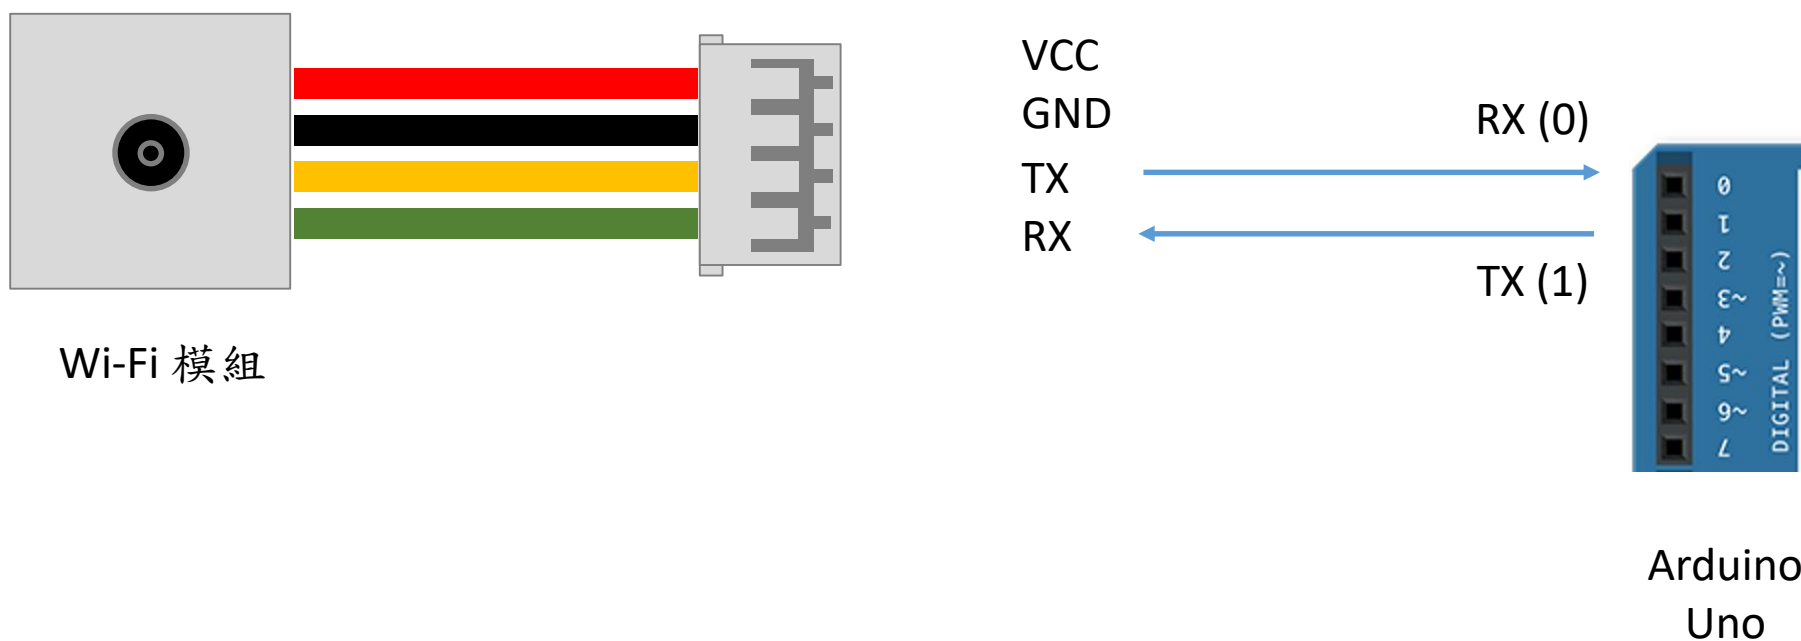 VCC
GND
TX
RX
RX (0)
TX (1)
0
1
2
~3
4
~5
~6
7
DIGITAL (PWM=~)
Wi-Fi 模組
Arduino
Uno